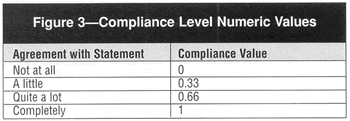 Figure 3—Compliance Level Numeric Values
Agreement with Statement Compliance Value
Not at all 0
A little 0.33
Quite a lot 0.66
Completely 1